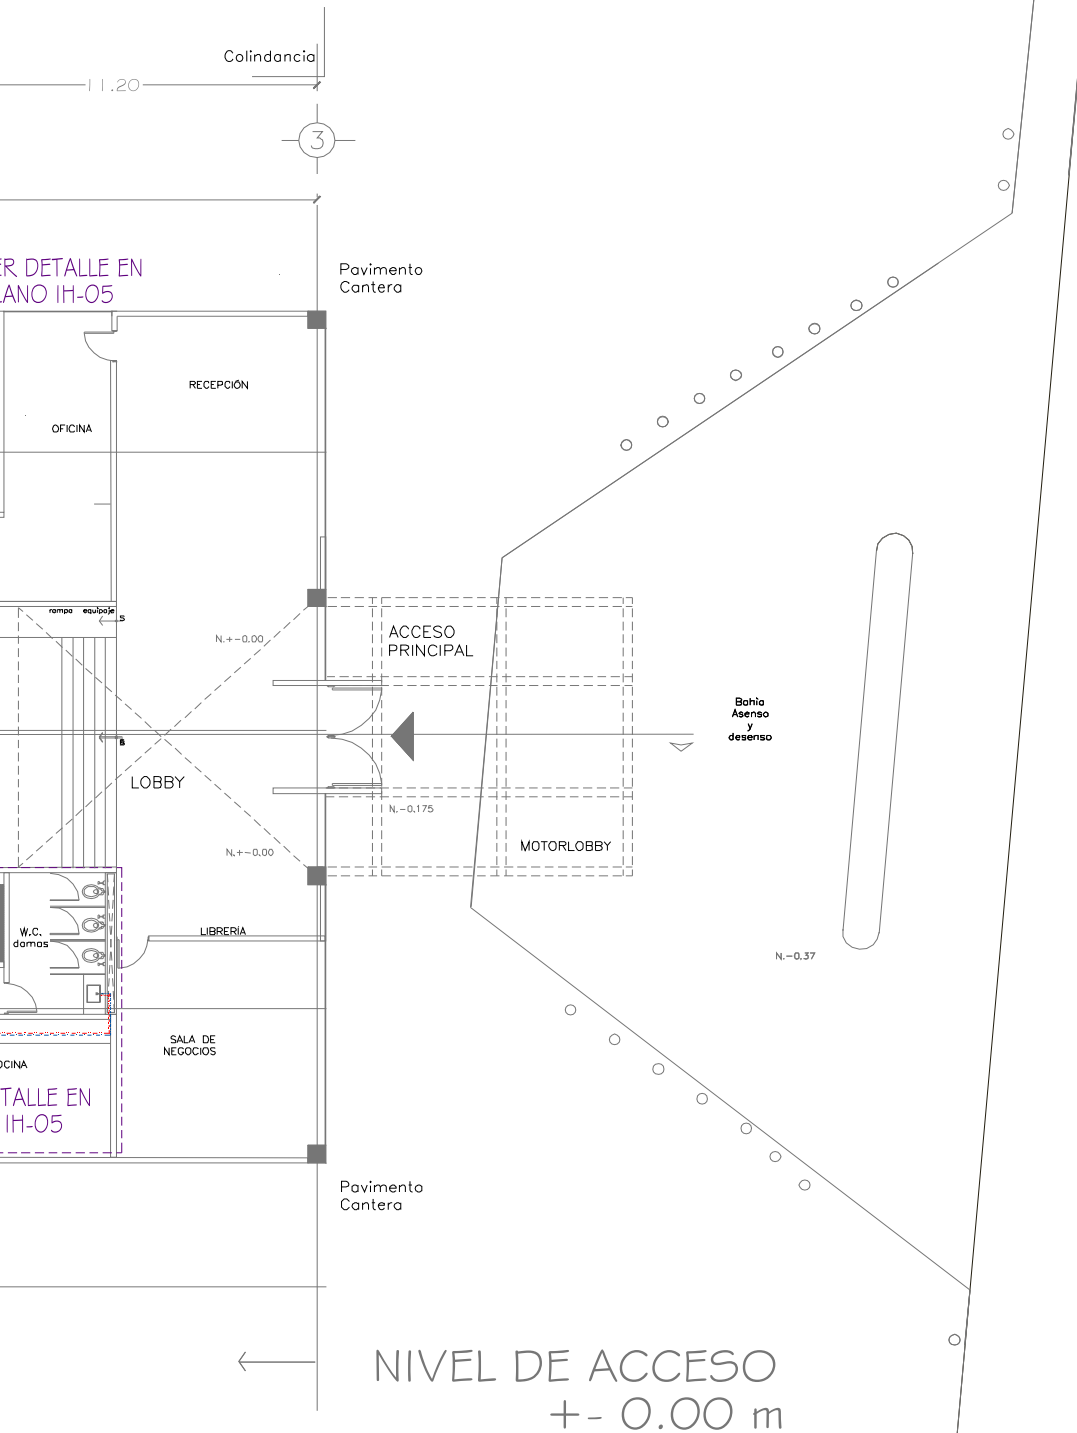 Colindancia
11.20
3
ER DETALLE EN
LANO IH-05
Pavimento
Cantera
RECEPCIÓN
OFICINA
rampa equipaje
S
N.+-0.00
ACCESO
PRINCIPAL
Bahia
Asenso
y
desenso
B
LOBBY
N.-0.175
MOTORLOBBY
N.+-0.00
W.C.
damas
LIBRERÍA
N.-0.37
SALA DE
NEGOCIOS
OCINA
TALLE EN
IH-05
Pavimento
Cantera
NIVEL DE ACCESO
+- 0.00 m